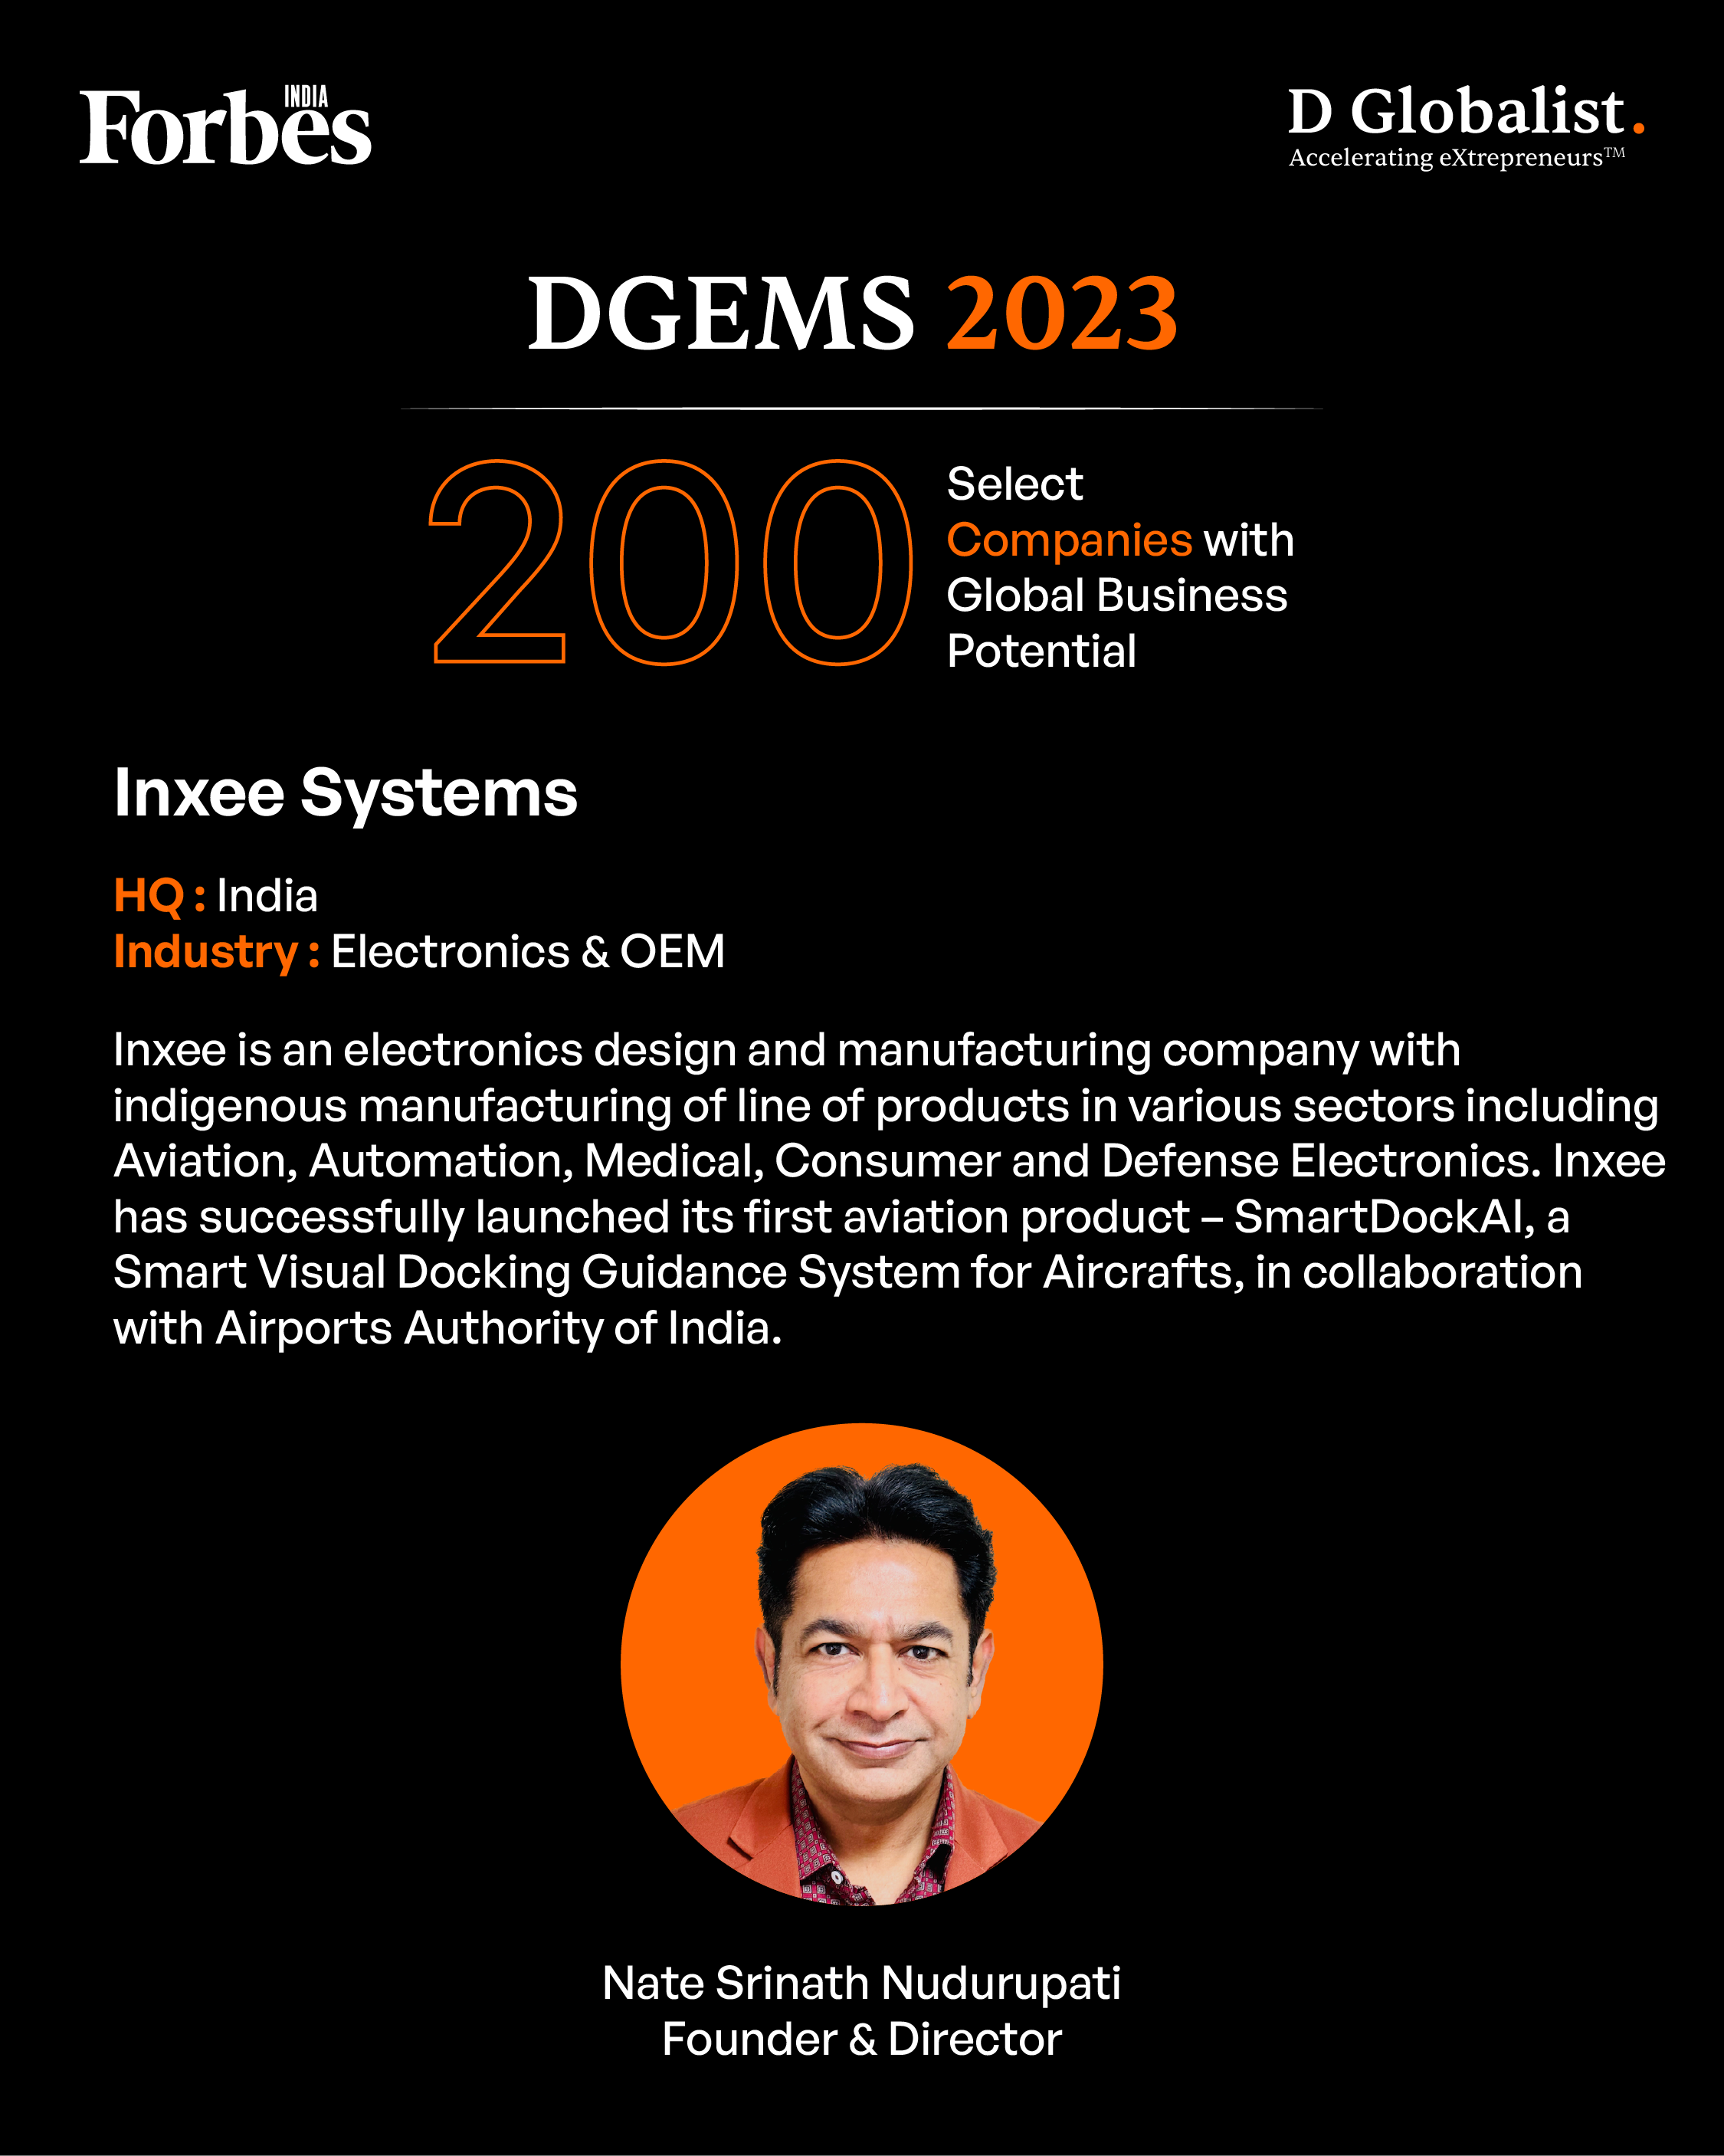 Forbes INDIA
D Globalist.
Accelerating eXtrepreneurs™
DGEMS 2023
200
Select
Companies with
Global Business
Potential
Inxee Systems
HQ : India
Industry : Electronics & OEM
Inxee is an electronics design and manufacturing company with
indigenous manufacturing of line of products in various sectors including
Aviation, Automation, Medical, Consumer and Defense Electronics. Inxee
has successfully launched its first aviation product – SmartDockAI, a
Smart Visual Docking Guidance System for Aircrafts, in collaboration
with Airports Authority of India.
Nate Srinath Nudurupati
Founder & Director